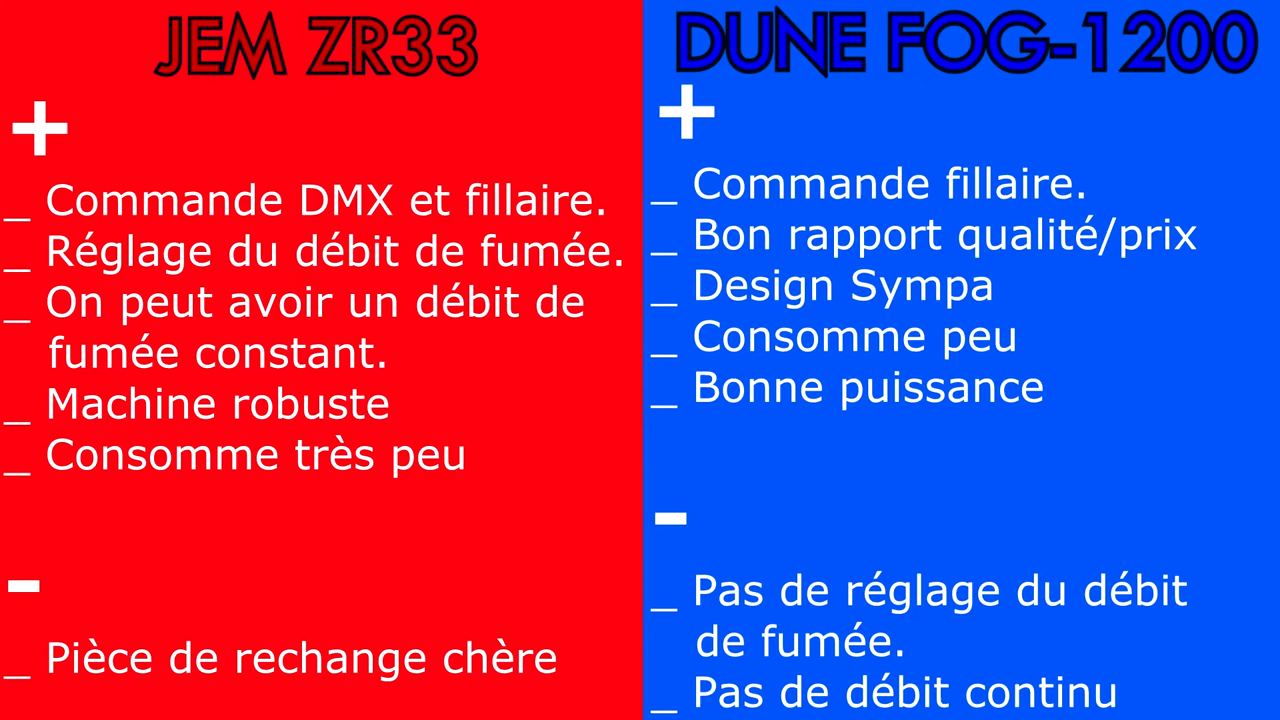 JEM ZR33
+
_ Commande DMX et fillaire.
_ Réglage du débit de fumée.
_ On peut avoir un débit de
fumée constant.
_ Machine robuste
_ Consomme très peu
-
_ Pièce de rechange chère
DUNE FOG-1200
+
_ Commande fillaire.
_ Bon rapport qualité/prix
_ Design Sympa
_ Consomme peu
_ Bonne puissance
-
_ Pas de réglage du débit
de fumée.
_ Pas de débit continu